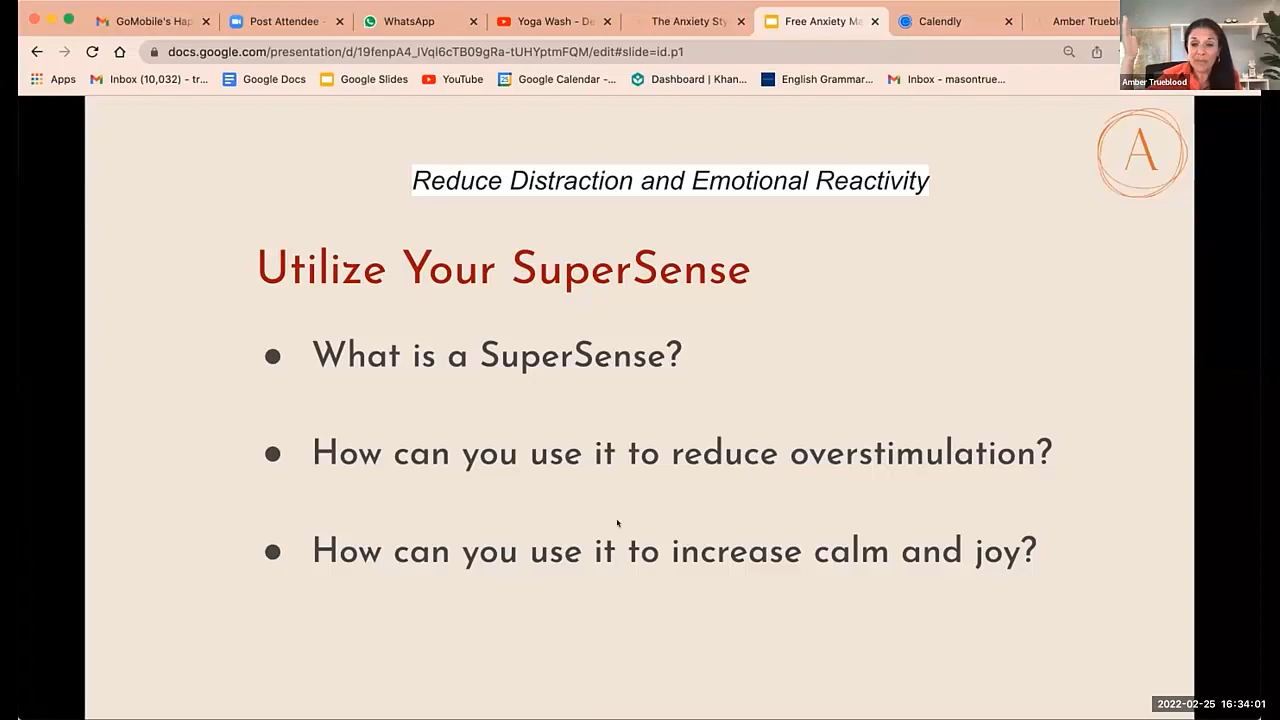 GoMobile's Hap
Post Attendee -
WhatsApp
Yoga Wash - De
The Anxiety Sty
Free Anxiety Ma
Calendly
Amber Truebl
docs.google.com/presentation/d/19fenpA4_lVql6cTB09gRa-tUHYptmFQM/edit#slide=id.p1
Apps
Inbox (10,032) - tr...
Google Docs
Google Slides
YouTube
Google Calendar -...
Dashboard | Khan...
English Grammar...
Inbox - masontrue...
Amber Trueblood
A
Reduce Distraction and Emotional Reactivity
Utilize Your SuperSense
● What is a SuperSense?
● How can you use it to reduce overstimulation?
● How can you use it to increase calm and joy?
2022-02-25 16:34:01